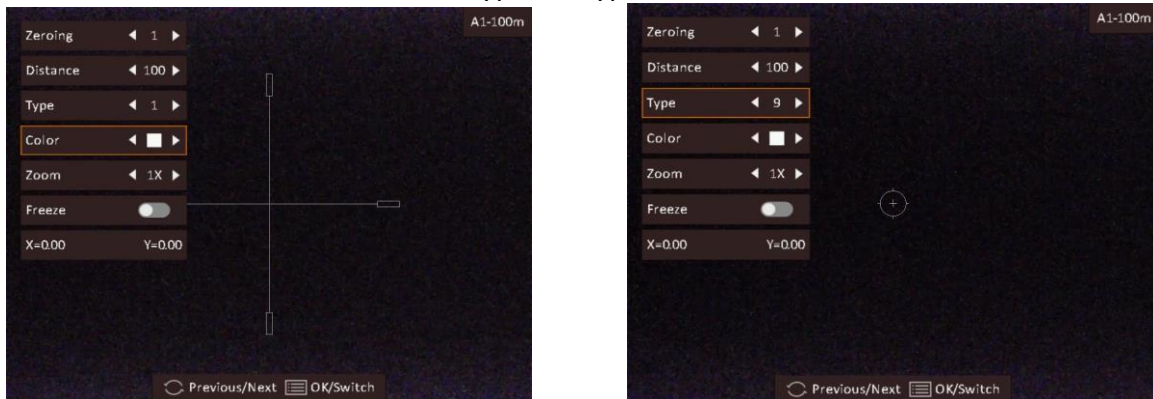 A1-100m
Zeroing 1
Distance 100
Type 1
Color
Zoom 1X
Freeze
X=0.00 Y=0.00
Previous/Next OK/Switch
A1-100m
Zeroing 1
Distance 100
Type 9
Color
Zoom 1X
Freeze
X=0.00 Y=0.00
Previous/Next OK/Switch